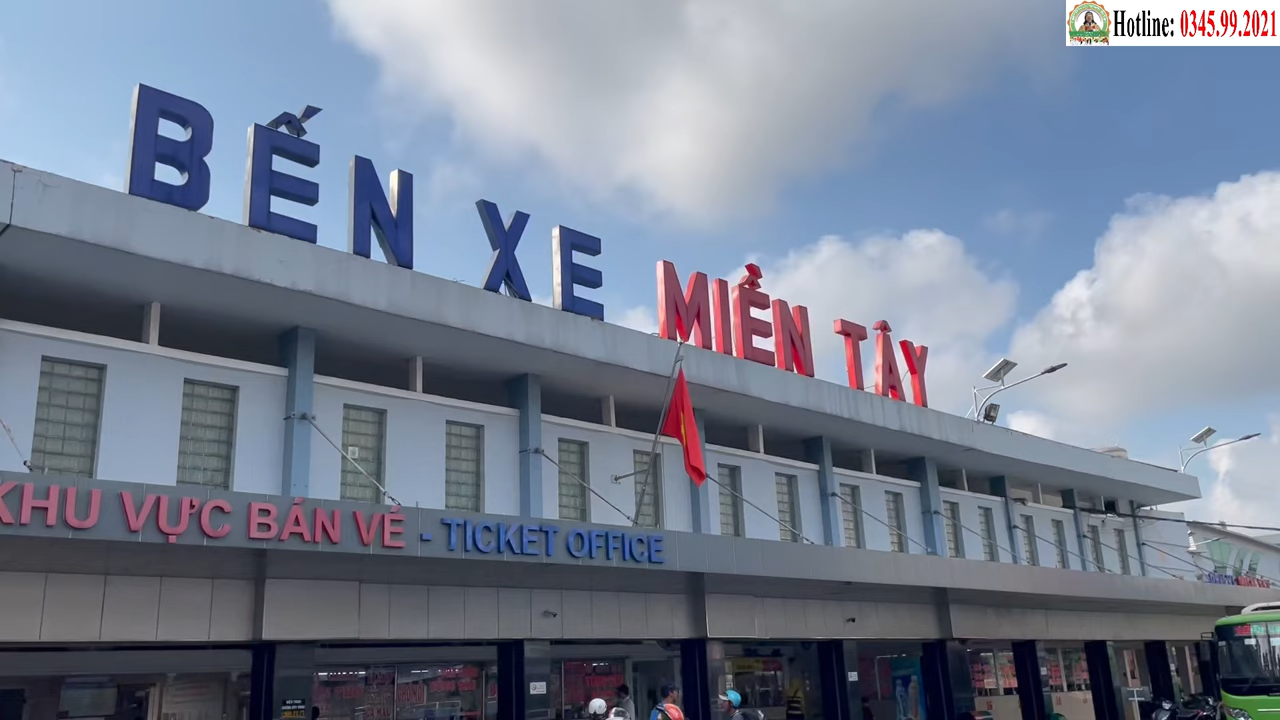 Hotline: 0345.99.2021
BẾN XE MIỀN TÂY
KHU VỰC BÁN VÉ - TICKET OFFICE